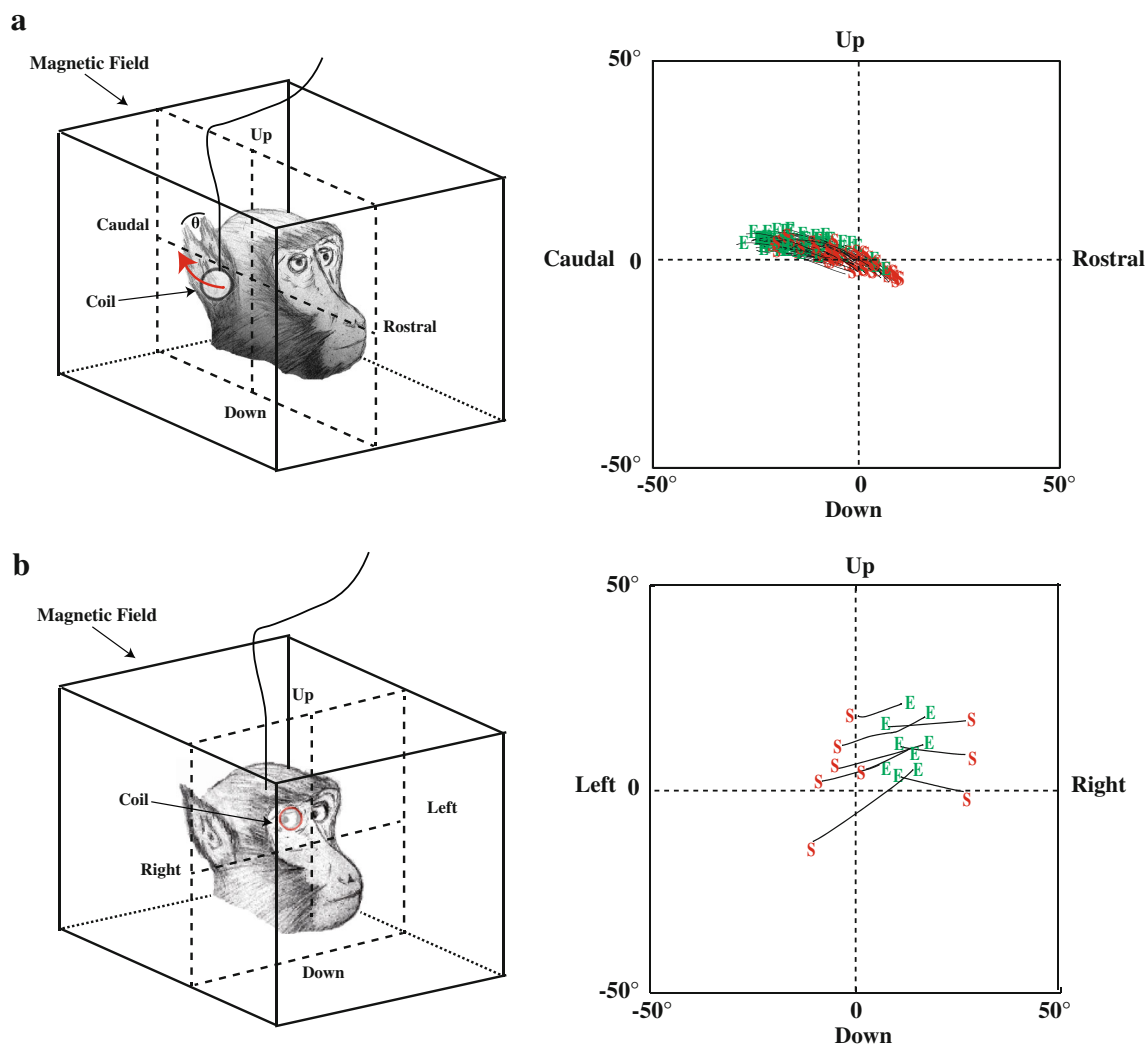 a
Magnetic Field
Up
Caudal
θ
Coil
Rostral
Down
Up
50°
Caudal
0
Rostral
-50°
-50°
0
50°
Down
S
E
b
Magnetic Field
Up
Coil
Left
Right
Down
Up
50°
E
S
E
E
S
S
E
E
S
E
S
S
E
E
E
S
S
S
Left
0
Right
-50°
-50°
0
50°
Down